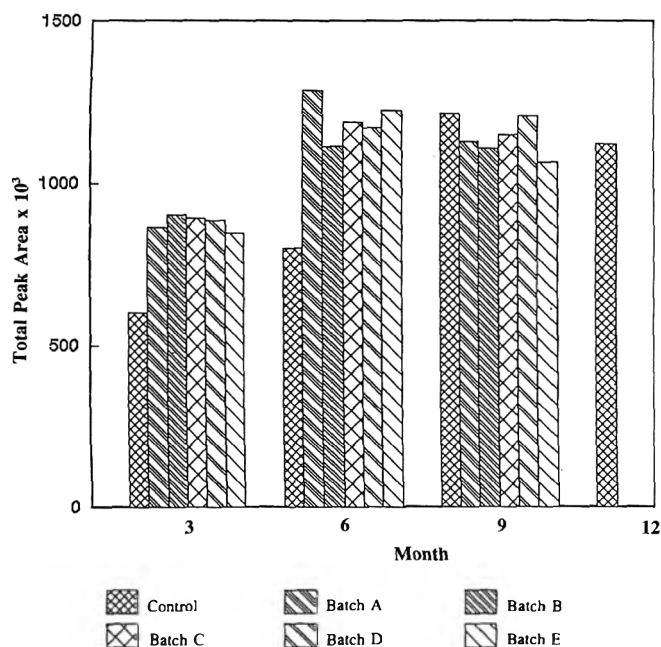 1500
1000
500
0
Total Peak Area x 10³
3 6 9 12
Month
Control Batch A Batch B
Batch C Batch D Batch E